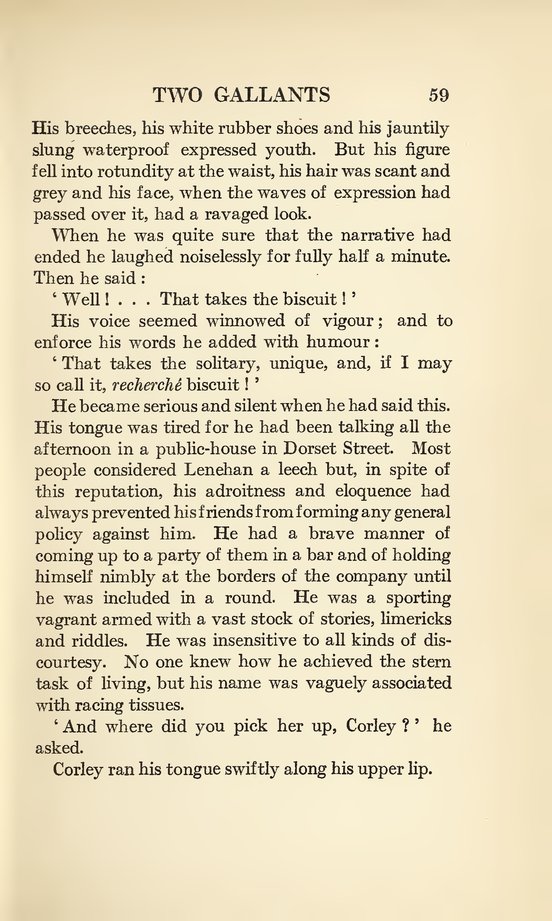 TWO GALLANTS 59
His breeches, his white rubber shoes and his jauntily
slung waterproof expressed youth. But his figure
fell into rotundity at the waist, his hair was scant and
grey and his face, when the waves of expression had
passed over it, had a ravaged look.
When he was quite sure that the narrative had
ended he laughed noiselessly for fully half a minute.
Then he said :
‘ Well ! . . . That takes the biscuit ! ’
His voice seemed winnowed of vigour ; and to
enforce his words he added with humour :
‘ That takes the solitary, unique, and, if I may
so call it, recherché biscuit ! ’
He became serious and silent when he had said this.
His tongue was tired for he had been talking all the
afternoon in a public-house in Dorset Street. Most
people considered Lenehan a leech but, in spite of
this reputation, his adroitness and eloquence had
always prevented his friends from forming any general
policy against him. He had a brave manner of
coming up to a party of them in a bar and of holding
himself nimbly at the borders of the company until
he was included in a round. He was a sporting
vagrant armed with a vast stock of stories, limericks
and riddles. He was insensitive to all kinds of dis-
courtesy. No one knew how he achieved the stern
task of living, but his name was vaguely associated
with racing tissues.
‘ And where did you pick her up, Corley ? ’ he
asked.
Corley ran his tongue swiftly along his upper lip.